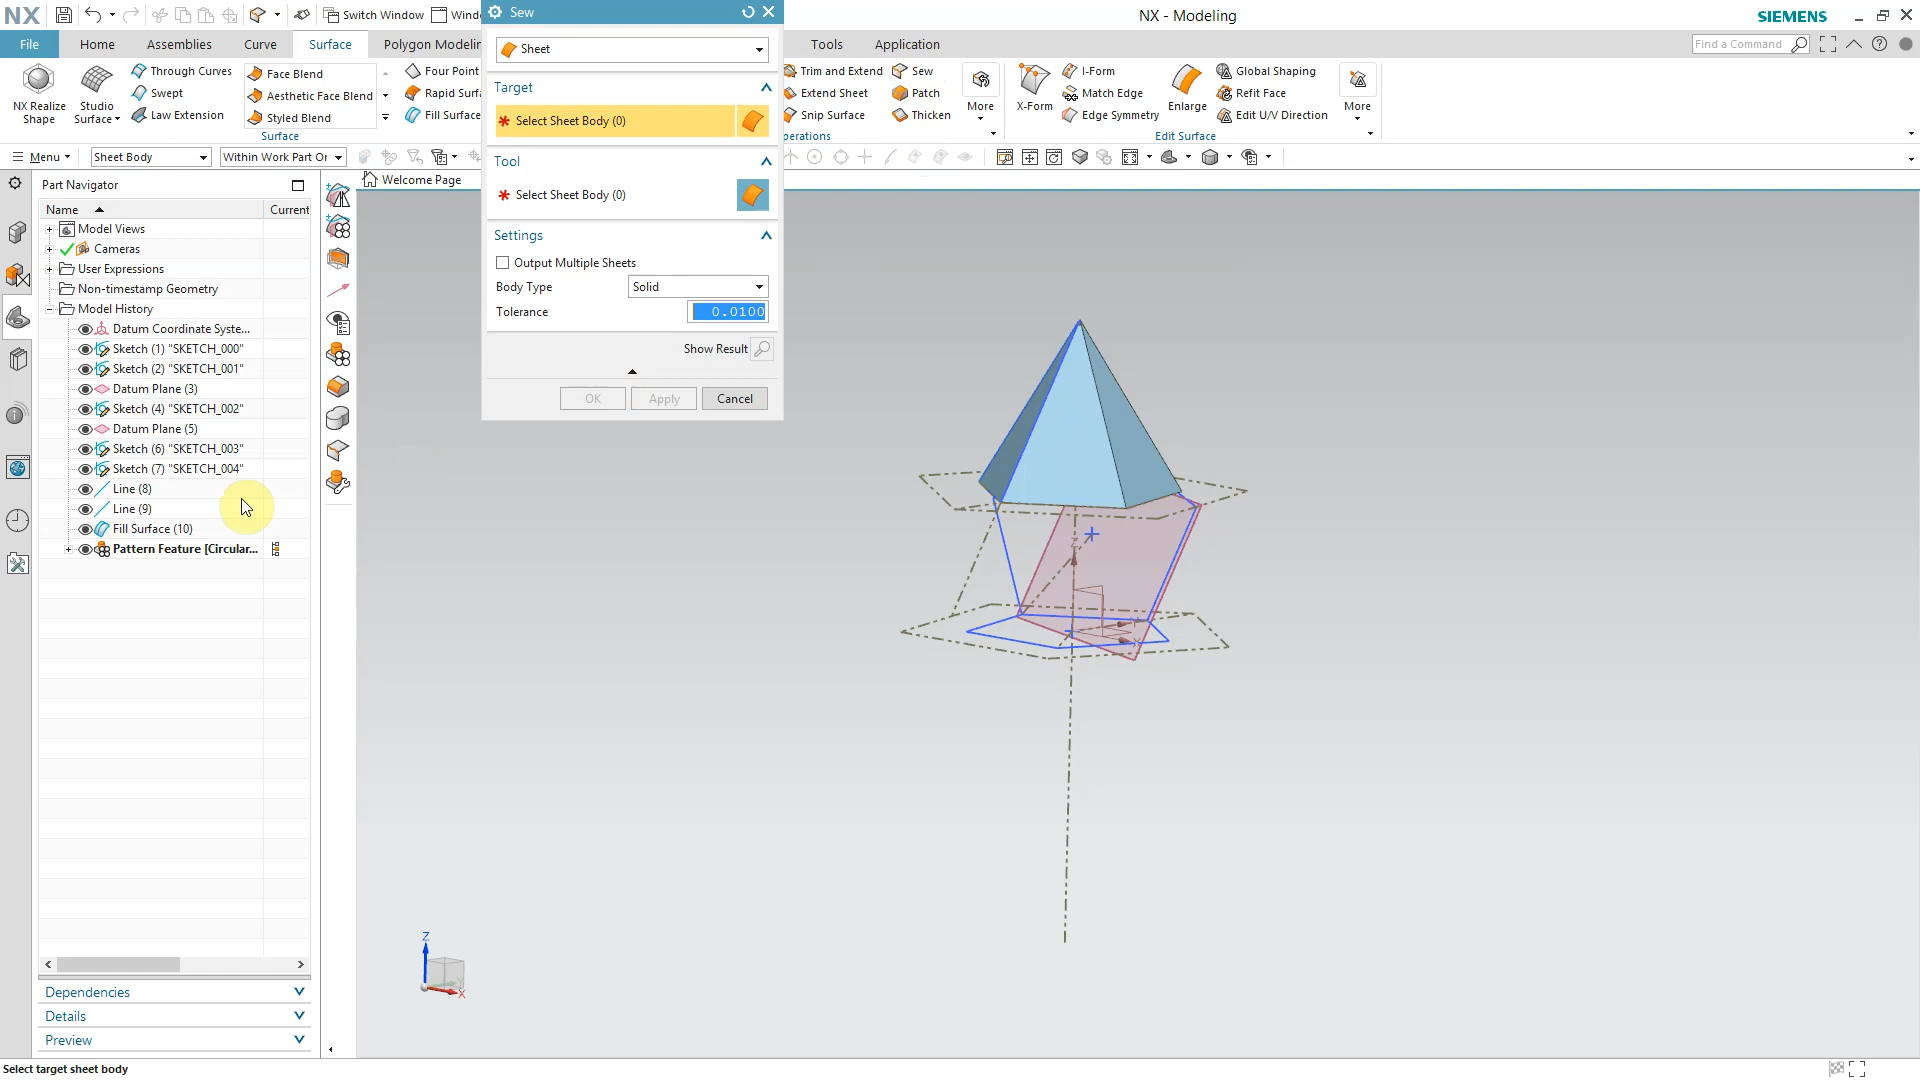 NX
Switch Window
Wind
Sew
NX - Modeling
SIEMENS
File
Home
Assemblies
Curve
Surface
Polygon Modelin
Tools
Application
Find a Command
NX Realize
Shape
Studio
Surface
Through Curves
Swept
Law Extension
Face Blend
Aesthetic Face Blend
Styled Blend
Surface
Four Point
Rapid Surfa
Fill Surface
Trim and Extend
Extend Sheet
Snip Surface
Sew
Patch
Thicken
More
perations
X-Form
I-Form
Match Edge
Edge Symmetry
Enlarge
Global Shaping
Refit Face
Edit U/V Direction
More
Edit Surface
Menu
Sheet Body
Within Work Part Or
Sheet
Target
Select Sheet Body (0)
Tool
Select Sheet Body (0)
Settings
Output Multiple Sheets
Body Type
Solid
Tolerance
0.0100
Show Result
OK
Apply
Cancel
Welcome Page
Part Navigator
Name
Current
Model Views
Cameras
User Expressions
Non-timestamp Geometry
Model History
Datum Coordinate Syste...
Sketch (1) "SKETCH_000"
Sketch (2) "SKETCH_001"
Datum Plane (3)
Sketch (4) "SKETCH_002"
Datum Plane (5)
Sketch (6) "SKETCH_003"
Sketch (7) "SKETCH_004"
Line (8)
Line (9)
Fill Surface (10)
Pattern Feature [Circular...
Dependencies
Details
Preview
Z
X
Select target sheet body